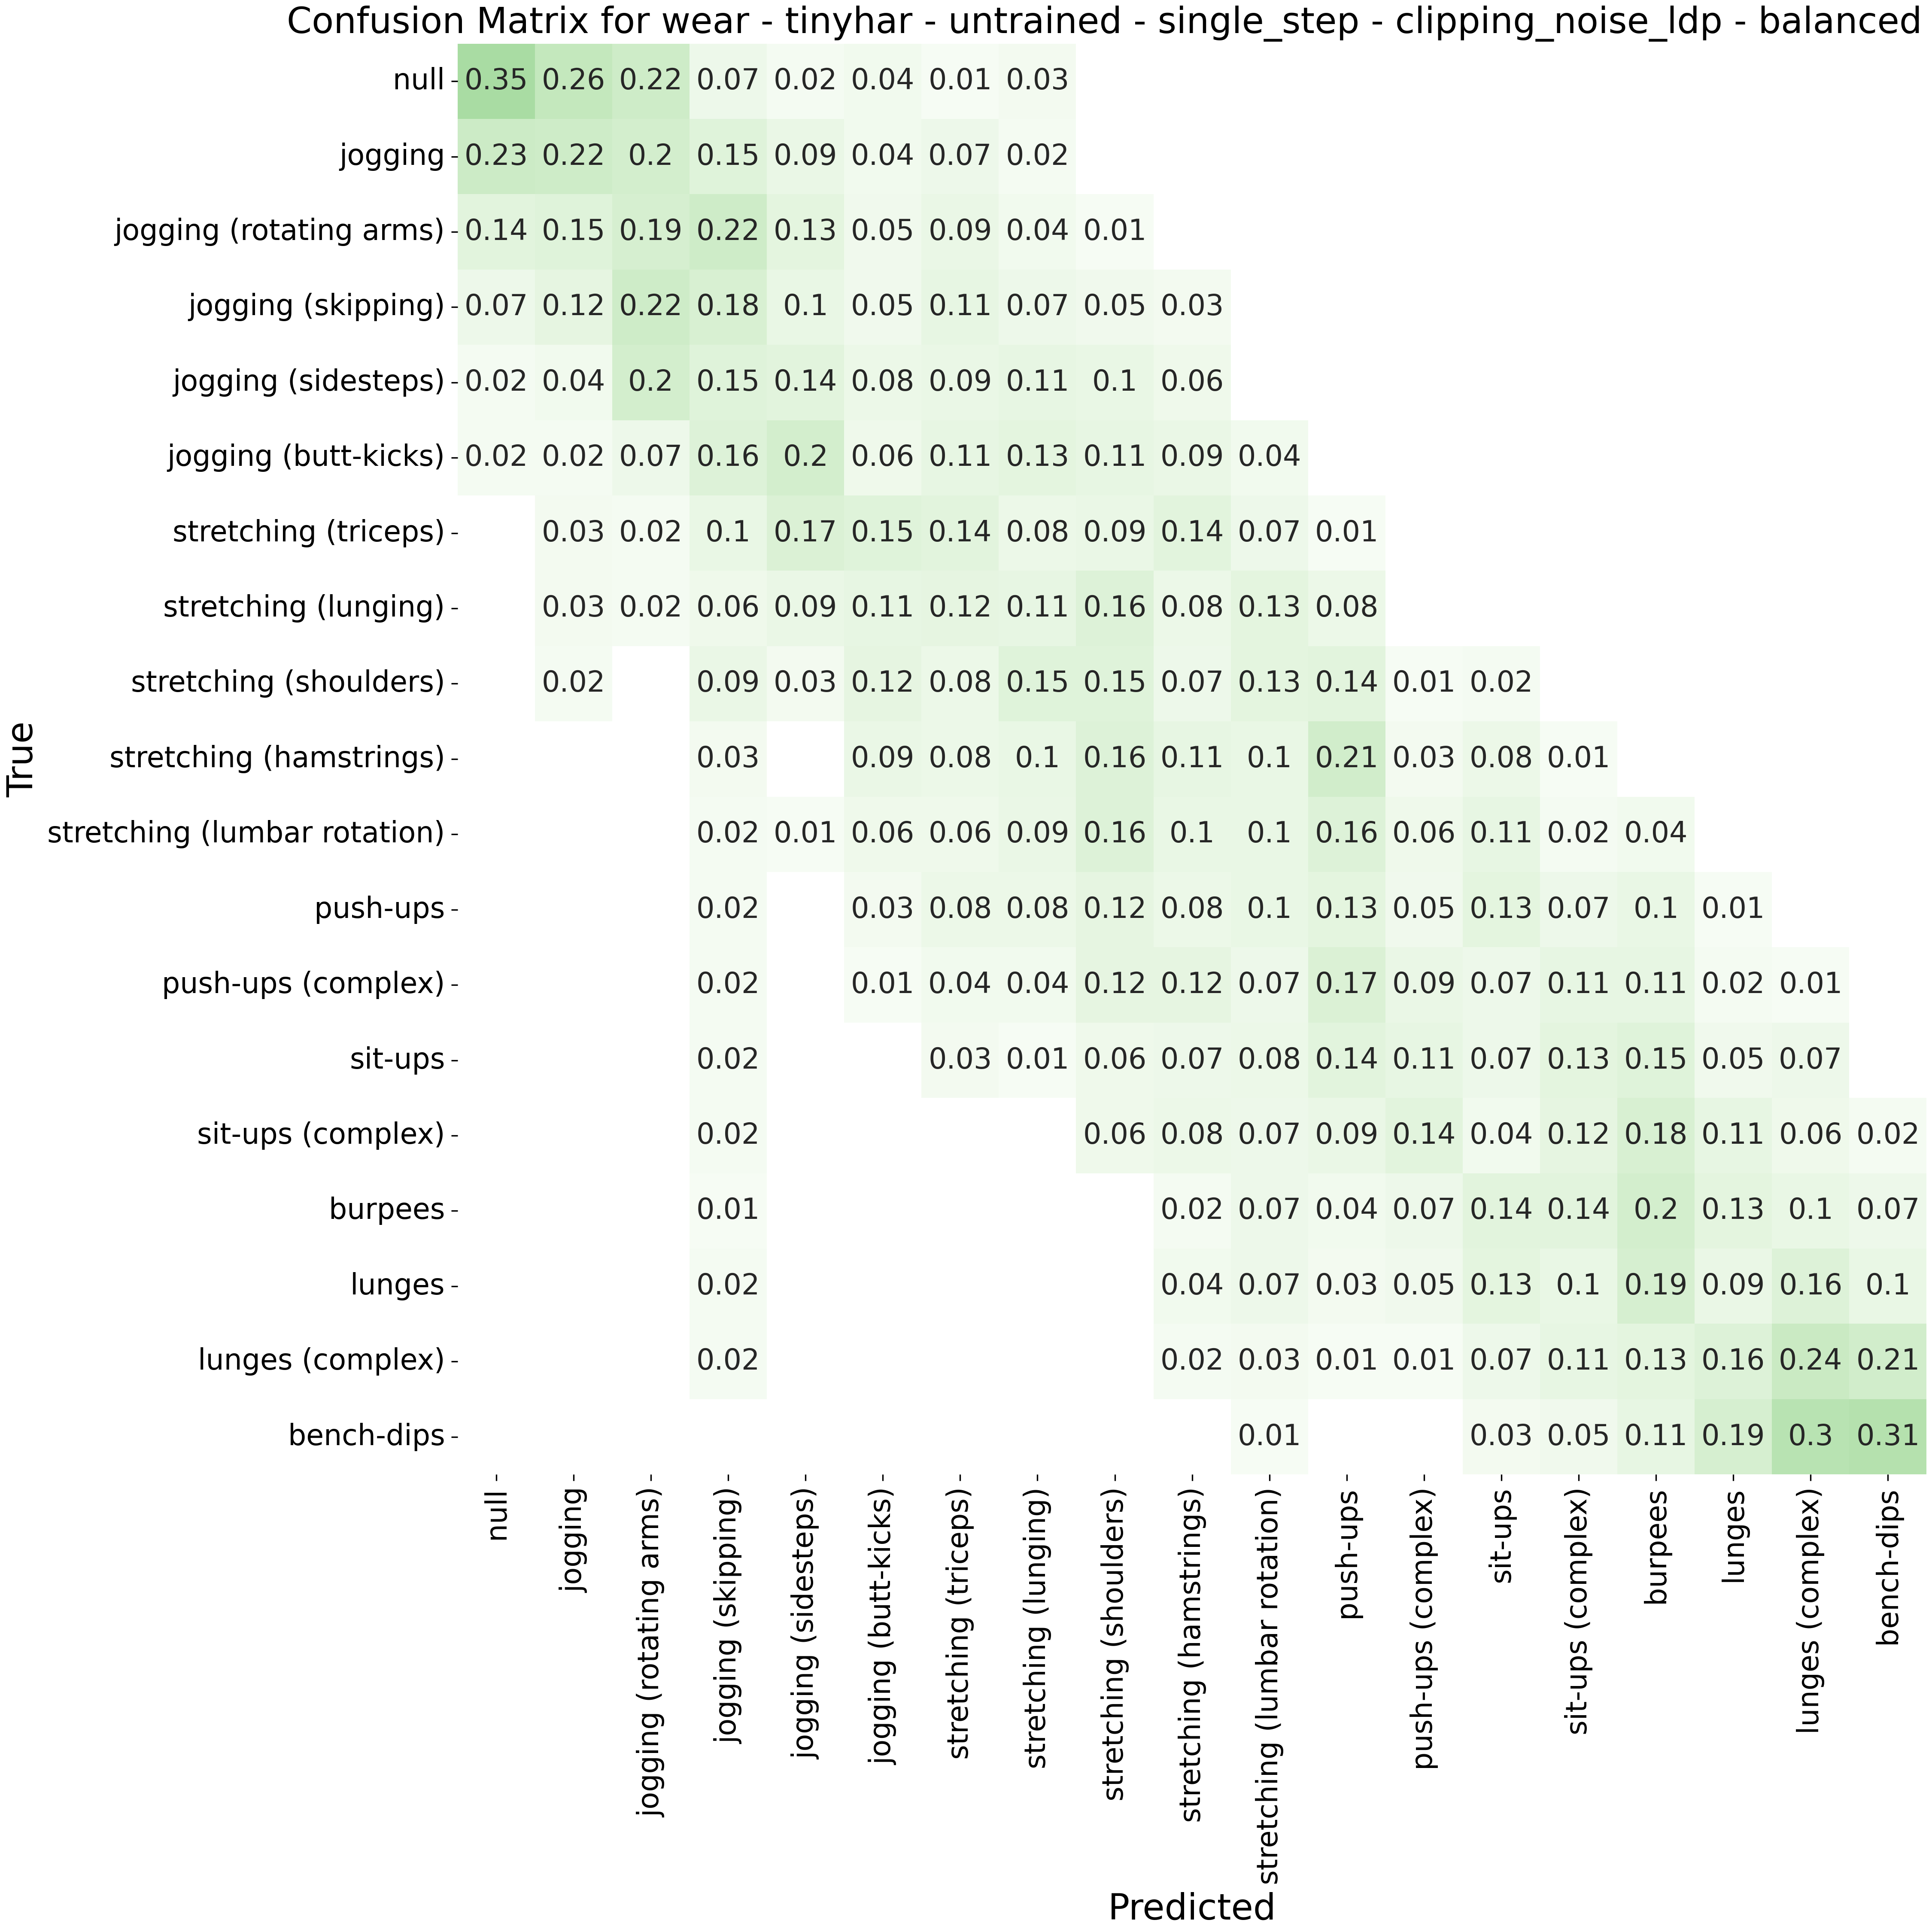 Confusion Matrix for wear - tinyhar - untrained - single_step - clipping_noise_ldp - balanced
True
null 0.35 0.26 0.22 0.07 0.02 0.04 0.01 0.03
jogging 0.23 0.22 0.2 0.15 0.09 0.04 0.07 0.02
jogging (rotating arms) 0.14 0.15 0.19 0.22 0.13 0.05 0.09 0.04 0.01
jogging (skipping) 0.07 0.12 0.22 0.18 0.1 0.05 0.11 0.07 0.05 0.03
jogging (sidesteps) 0.02 0.04 0.2 0.15 0.14 0.08 0.09 0.11 0.1 0.06
jogging (butt-kicks) 0.02 0.02 0.07 0.16 0.2 0.06 0.11 0.13 0.11 0.09 0.04
stretching (triceps) 0.03 0.02 0.1 0.17 0.15 0.14 0.08 0.09 0.14 0.07 0.01
stretching (lunging) 0.03 0.02 0.06 0.09 0.11 0.12 0.11 0.16 0.08 0.13 0.08
stretching (shoulders) 0.02 0.09 0.03 0.12 0.08 0.15 0.15 0.07 0.13 0.14 0.01 0.02
stretching (hamstrings) 0.03 0.09 0.08 0.1 0.16 0.11 0.1 0.21 0.03 0.08 0.01
stretching (lumbar rotation) 0.02 0.01 0.06 0.06 0.09 0.16 0.1 0.1 0.16 0.06 0.11 0.02 0.04
push-ups 0.02 0.03 0.08 0.08 0.12 0.08 0.1 0.13 0.05 0.13 0.07 0.1 0.01
push-ups (complex) 0.02 0.01 0.04 0.04 0.12 0.12 0.07 0.17 0.09 0.07 0.11 0.11 0.02 0.01
sit-ups 0.02 0.03 0.01 0.06 0.07 0.08 0.14 0.11 0.07 0.13 0.15 0.05 0.07
sit-ups (complex) 0.02 0.06 0.08 0.07 0.09 0.14 0.04 0.12 0.18 0.11 0.06 0.02
burpees 0.01 0.02 0.07 0.04 0.07 0.14 0.14 0.2 0.13 0.1 0.07
lunges 0.02 0.04 0.07 0.03 0.05 0.13 0.1 0.19 0.09 0.16 0.1
lunges (complex) 0.02 0.02 0.03 0.01 0.01 0.07 0.11 0.13 0.16 0.24 0.21
bench-dips 0.01 0.03 0.05 0.11 0.19 0.3 0.31
null
jogging
jogging (rotating arms)
jogging (skipping)
jogging (sidesteps)
jogging (butt-kicks)
stretching (triceps)
stretching (lunging)
stretching (shoulders)
stretching (hamstrings)
stretching (lumbar rotation)
push-ups
push-ups (complex)
sit-ups
sit-ups (complex)
burpees
lunges
lunges (complex)
bench-dips
Predicted